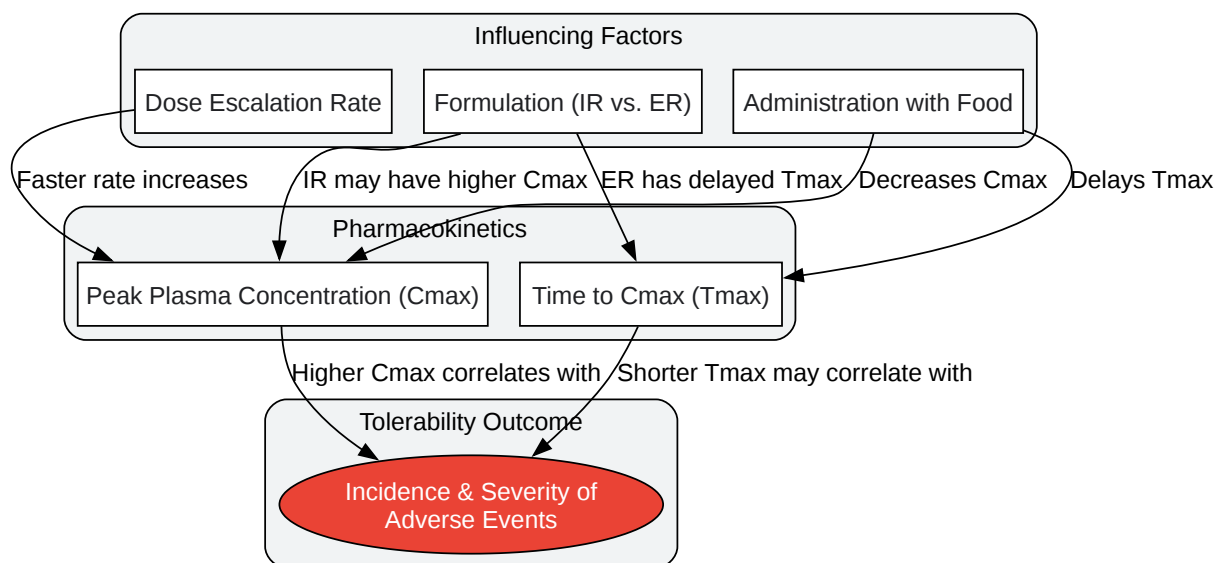 Influencing Factors
Dose Escalation Rate
Formulation (IR vs. ER)
Administration with Food
Faster rate increases
IR may have higher Cmax
ER has delayed Tmax
Decreases Cmax
Delays Tmax
Pharmacokinetics
Peak Plasma Concentration (Cmax)
Time to Cmax (Tmax)
Higher Cmax correlates with
Shorter Tmax may correlate with
Tolerability Outcome
Incidence & Severity of
Adverse Events